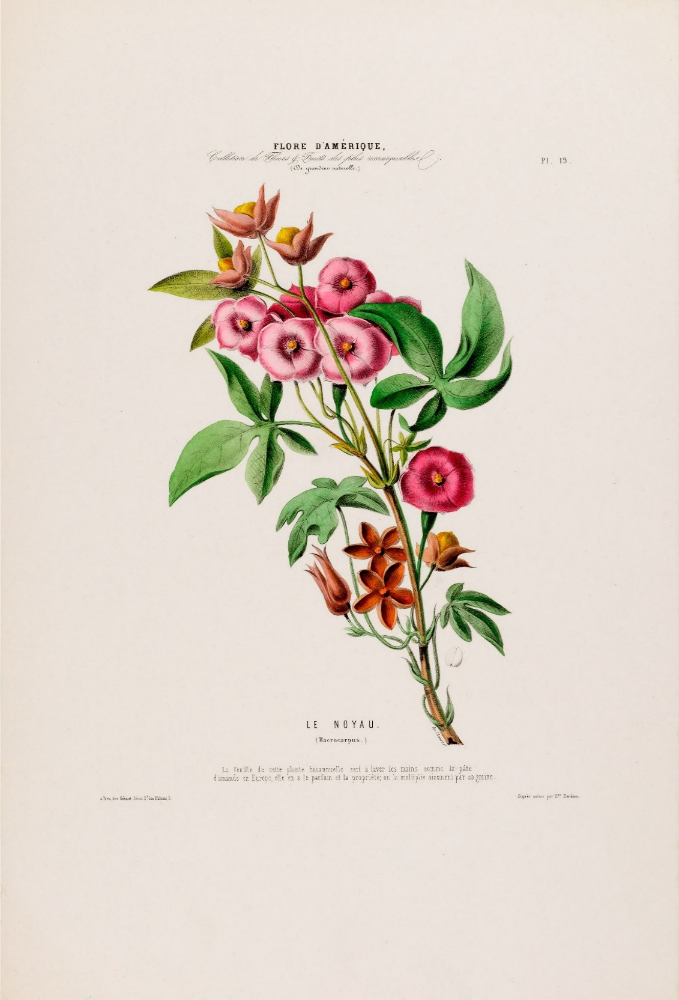 FLORE D'AMÉRIQUE,
Collection de Fleurs & Fruits des plus remarquables.
(De grandeur naturelle.)
Pl. 19.
LE NOYAU.
(Macrocarpus.)
La feuille de cette plante bisannuelle sert à laver les mains comme la pâte
d'amande en Europe, elle en a le parfum et la propriété; on la multiplie aisément par sa graine.
à Paris, chez Gihaut frères Bd. des Italiens, 5.
D'après nature par Ene Denisse.